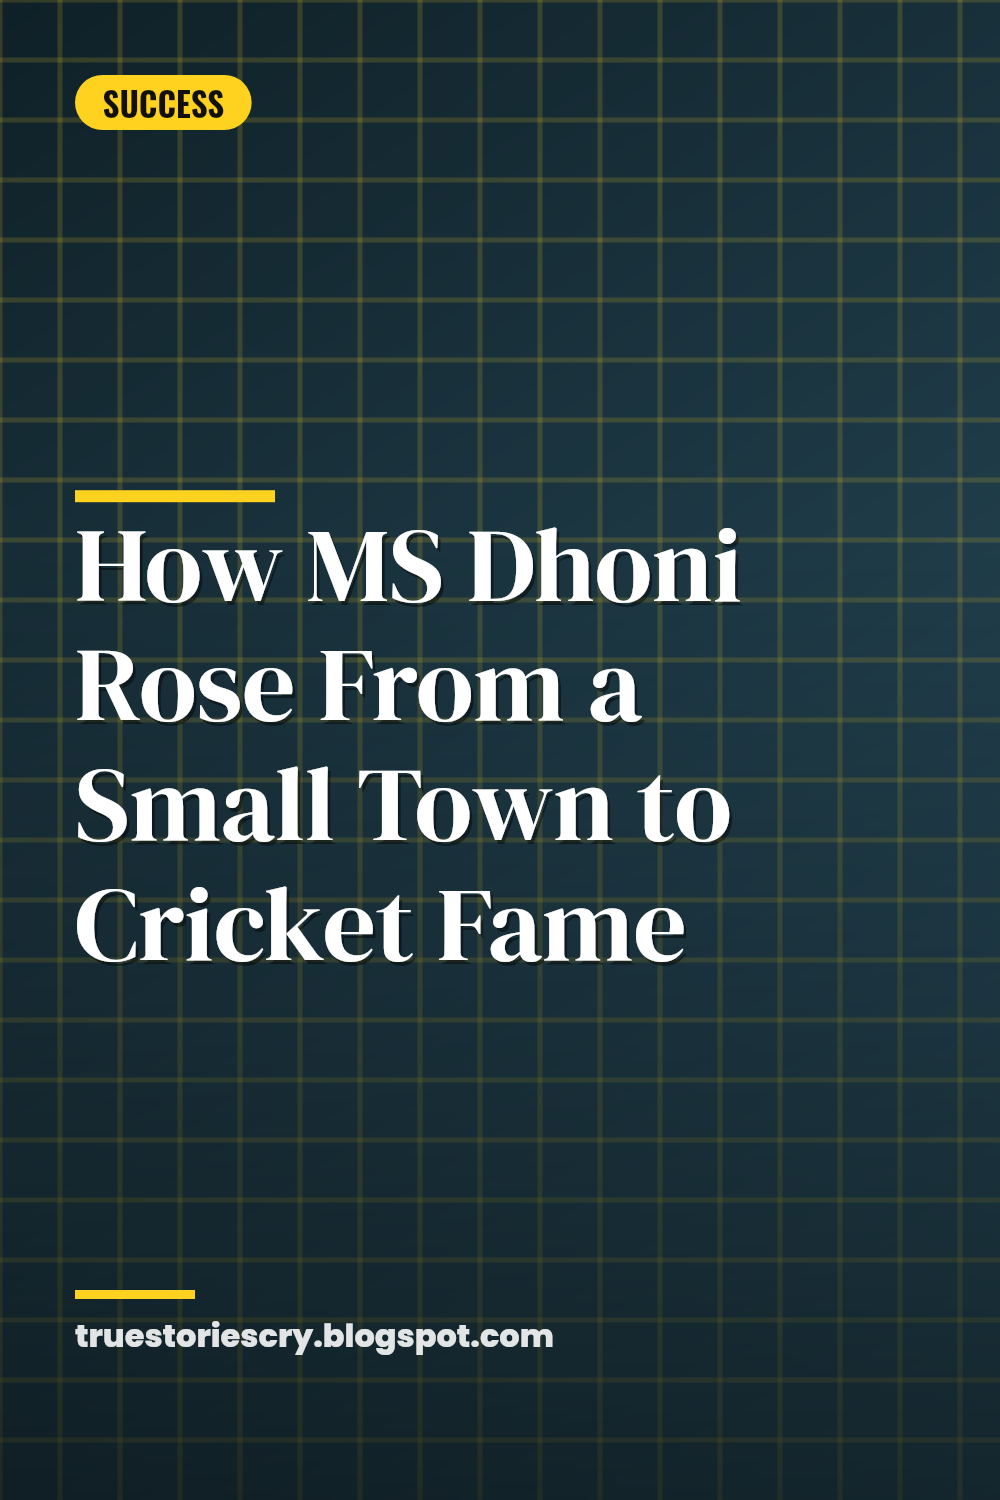 SUCCESS
How MS Dhoni
Rose From a
Small Town to
Cricket Fame
truestoriescry.blogspot.com